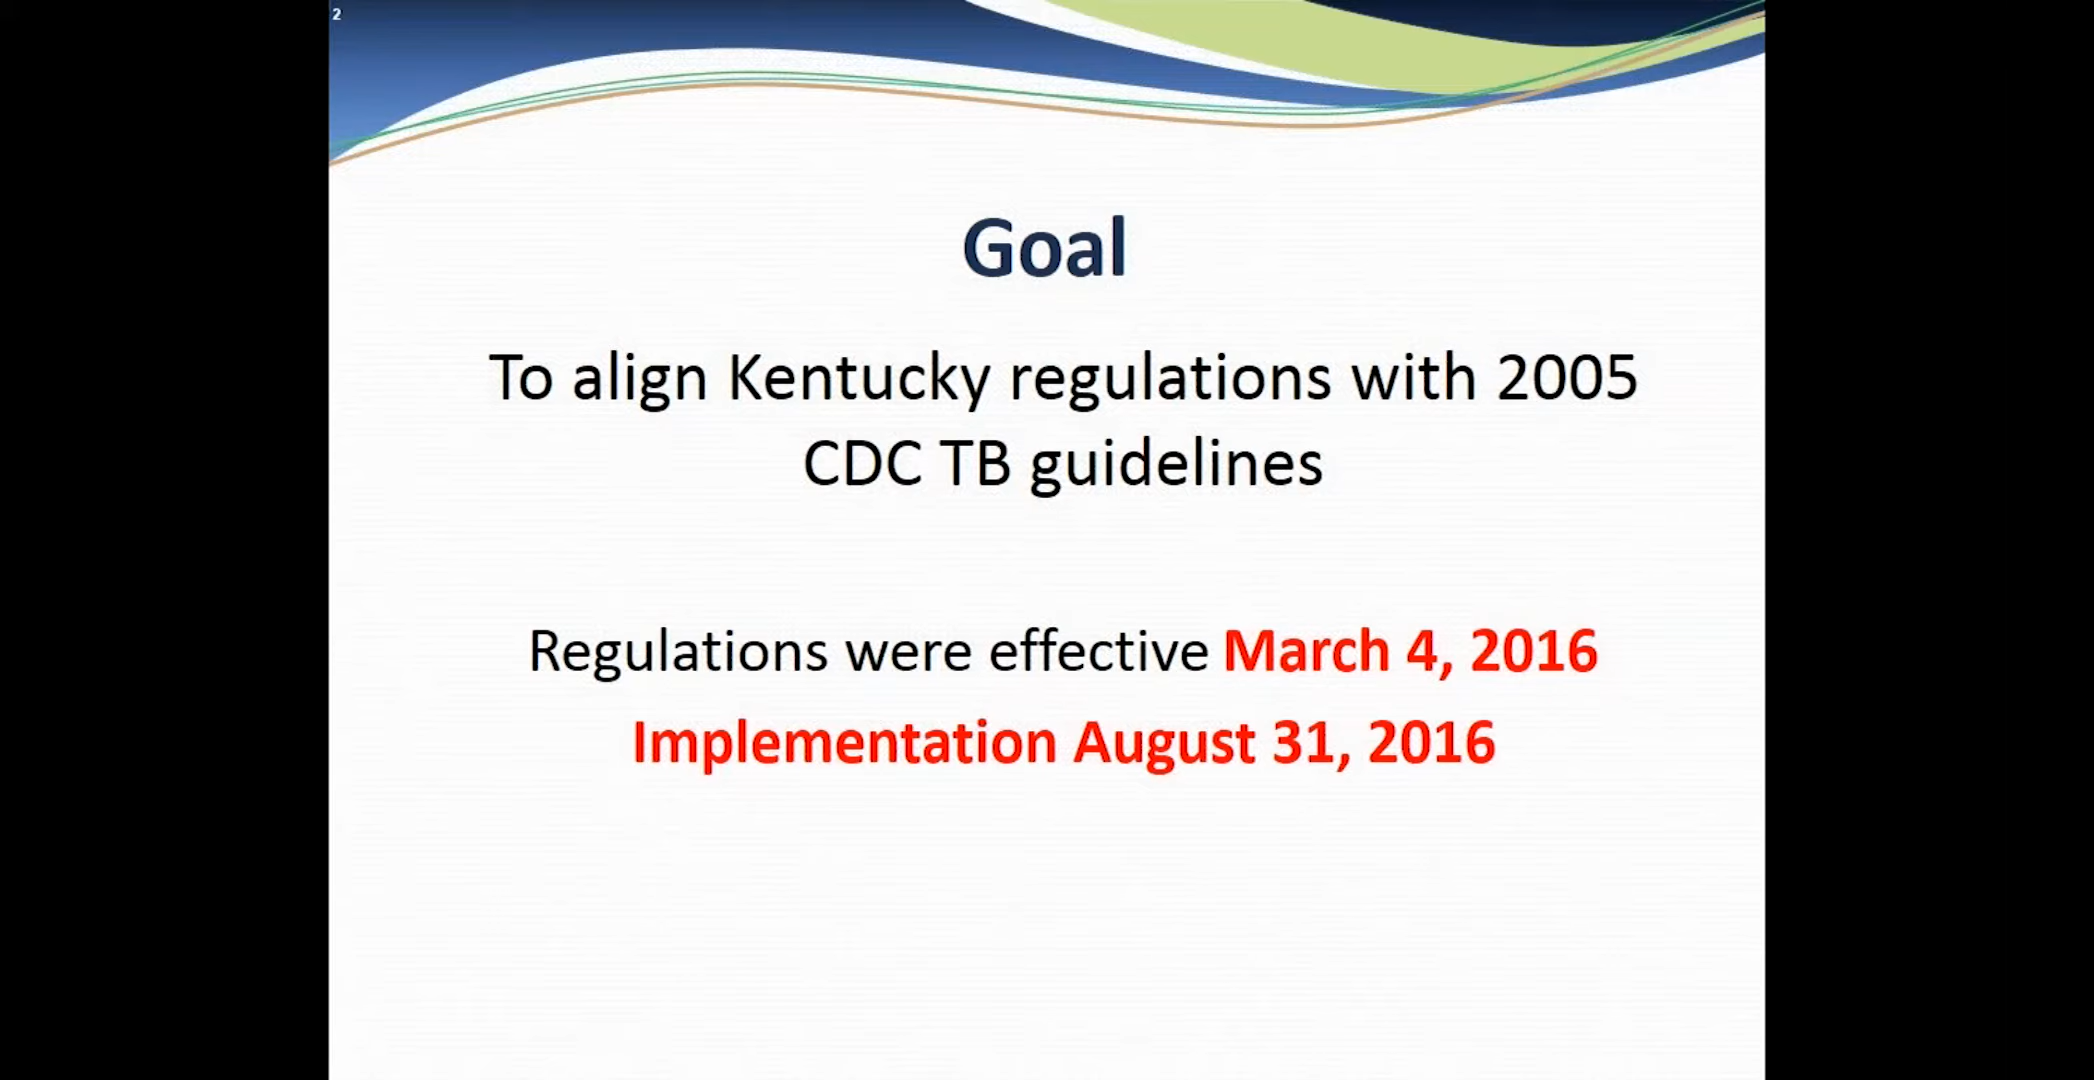 2
Goal
To align Kentucky regulations with 2005
CDC TB guidelines
Regulations were effective March 4, 2016
Implementation August 31, 2016